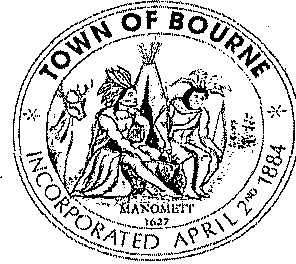 TOWN OF BOURNE
MANOMETT
1627
INCORPORATED APRIL 2ND 1884